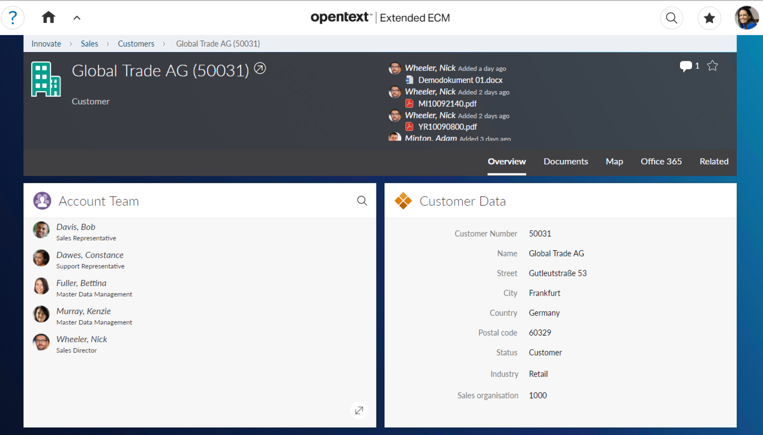 ?
opentext™ | Extended ECM
Innovate > Sales > Customers > Global Trade AG (50031)
Global Trade AG (50031)
Customer
Wheeler, Nick Added a day ago
Demodokument 01.docx
Wheeler, Nick Added 2 days ago
MI10092140.pdf
Wheeler, Nick Added 2 days ago
YR10090800.pdf
Minton, Adam Added 3 days ago
1
Overview Documents Map Office 365 Related
Account Team
Davis, Bob
Sales Representative
Dawes, Constance
Support Representative
Fuller, Bettina
Master Data Management
Murray, Kenzie
Master Data Management
Wheeler, Nick
Sales Director
Customer Data
Customer Number 50031
Name Global Trade AG
Street Gutleutstraße 53
City Frankfurt
Country Germany
Postal code 60329
Status Customer
Industry Retail
Sales organisation 1000